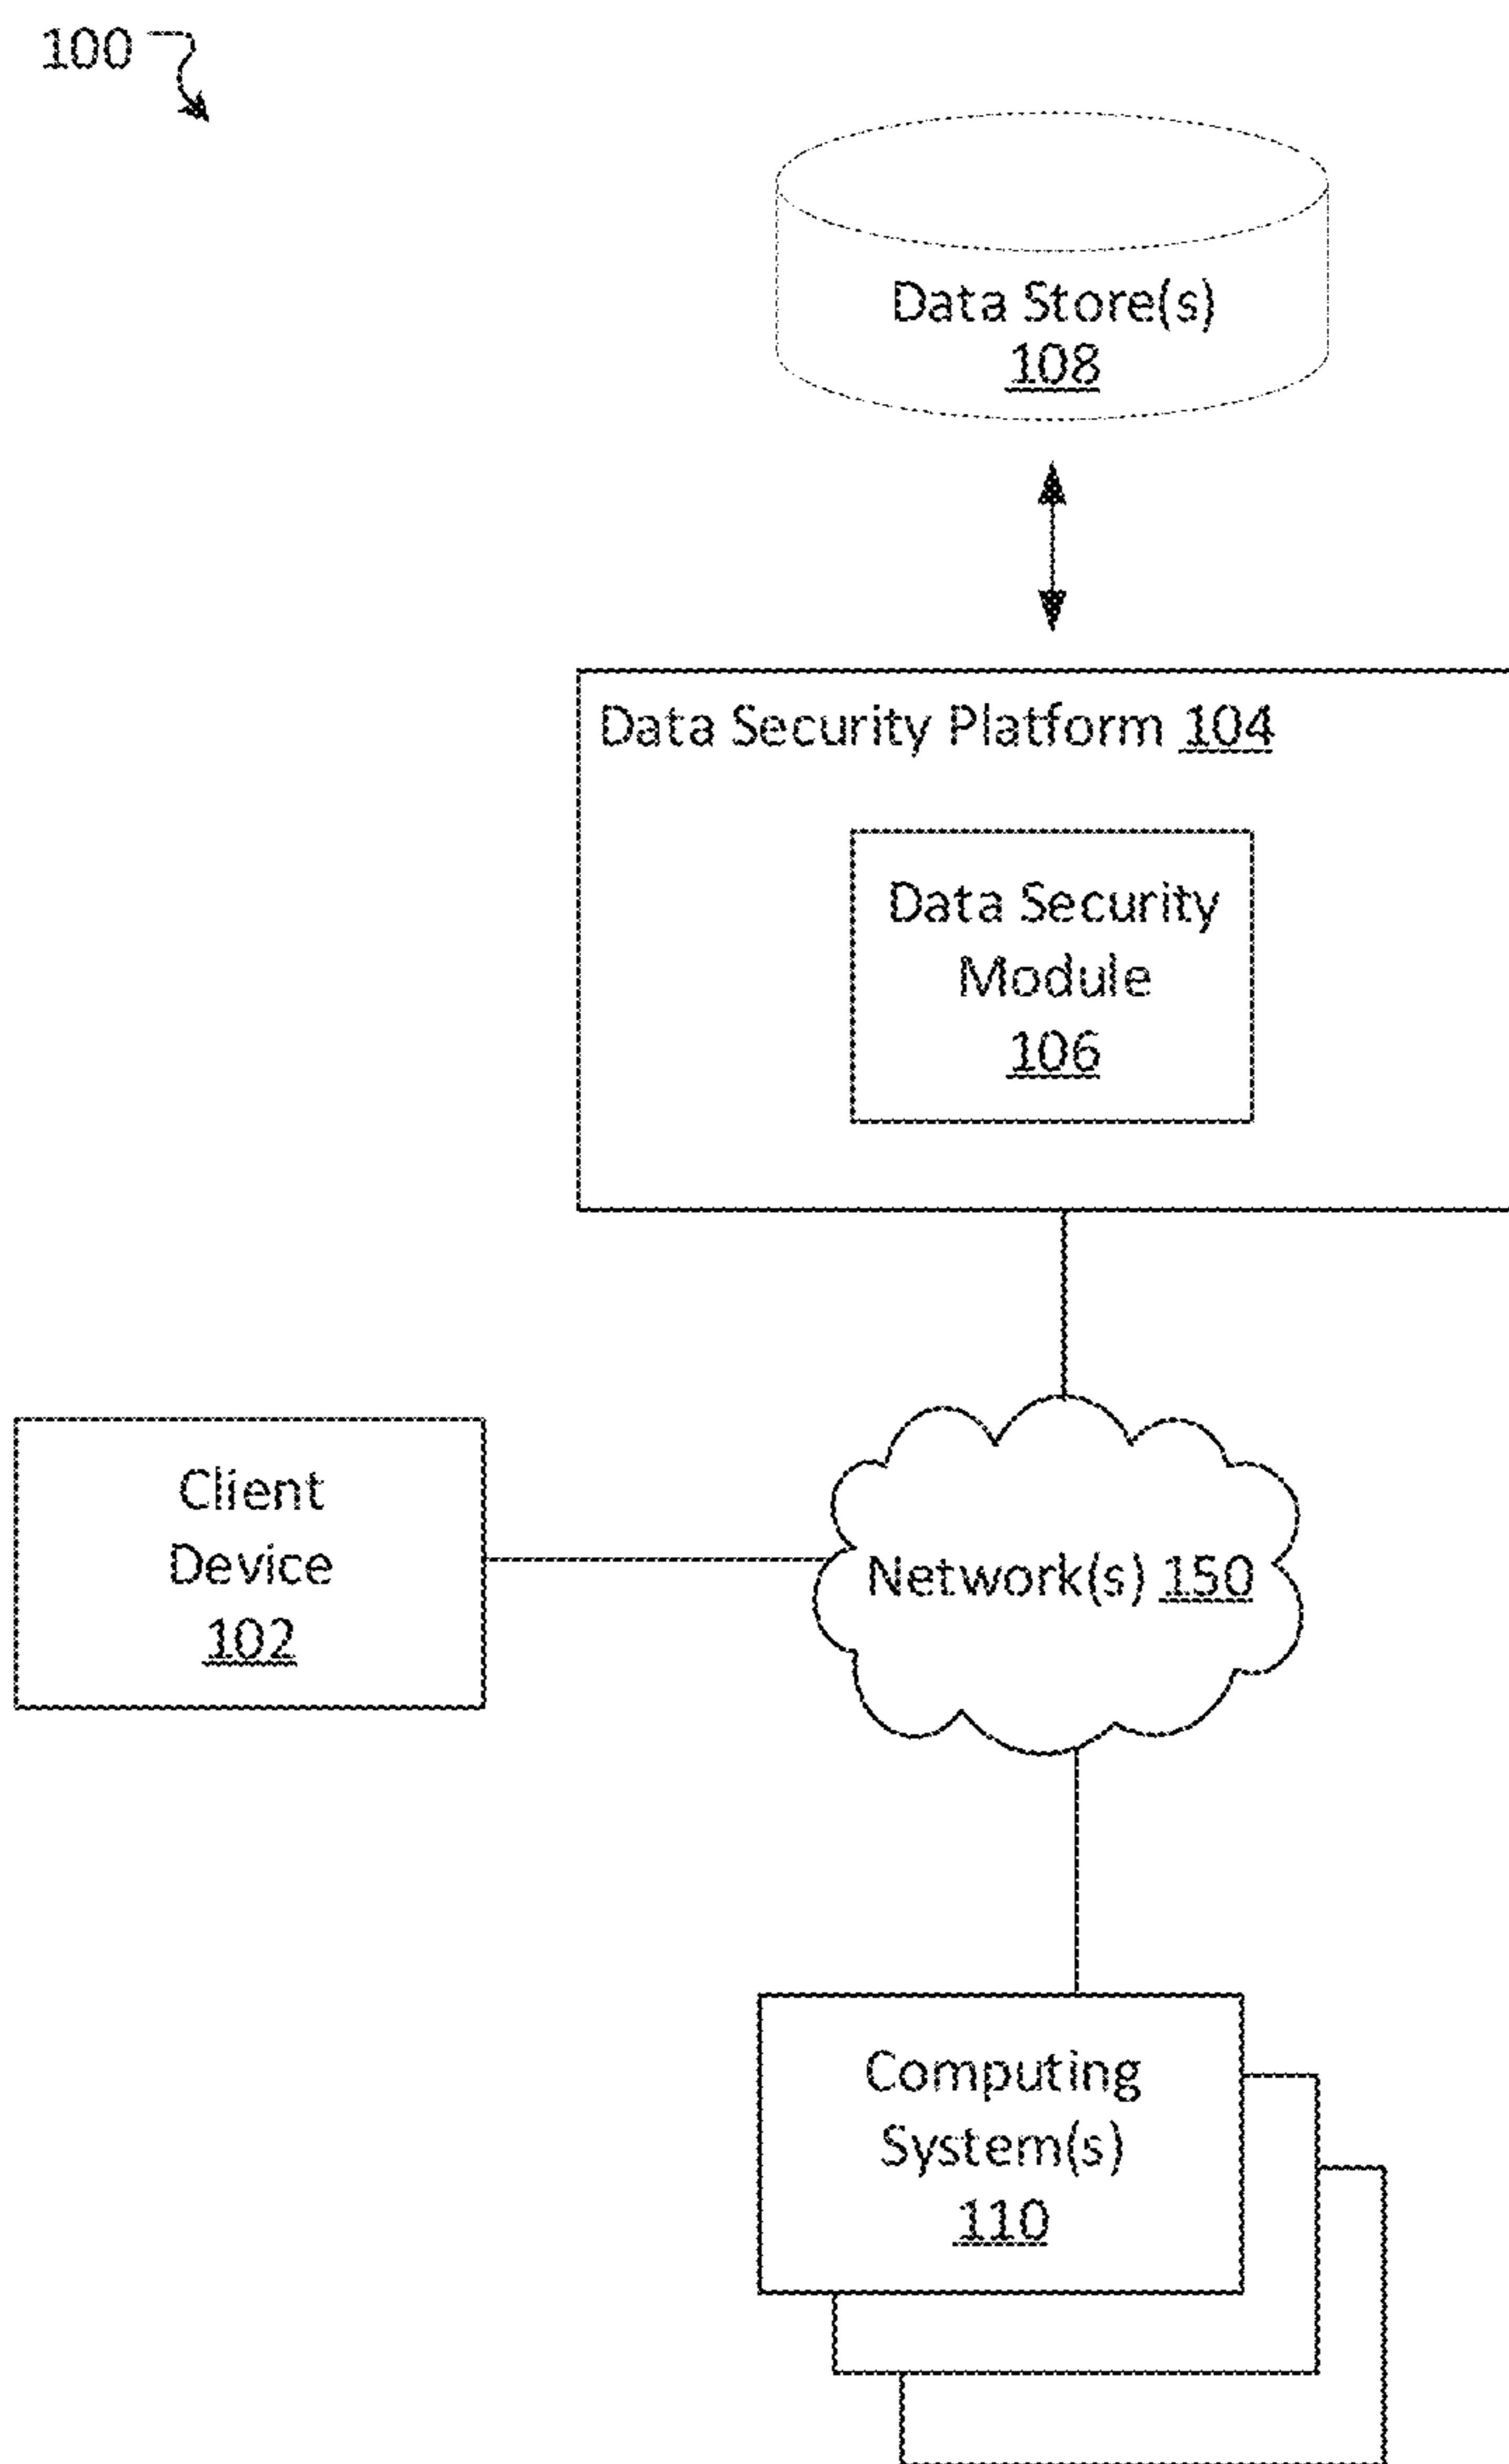 100
Data Store(s)
108
Data Security Platform 104
Data Security
Module
106
Client
Device
102
Network(s) 150
Computing
System(s)
110